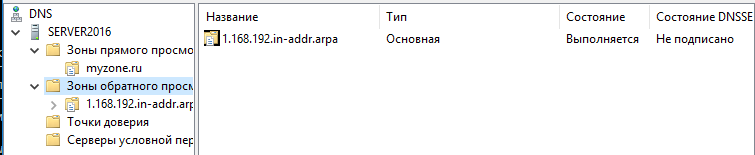 DNS
SERVER2016
Зоны прямого просмо
myzone.ru
Зоны обратного просм
1.168.192.in-addr.arp
Точки доверия
Серверы условной пер
Название Тип Состояние Состояние DNSSE
1.168.192.in-addr.arpa Основная Выполняется Не подписано